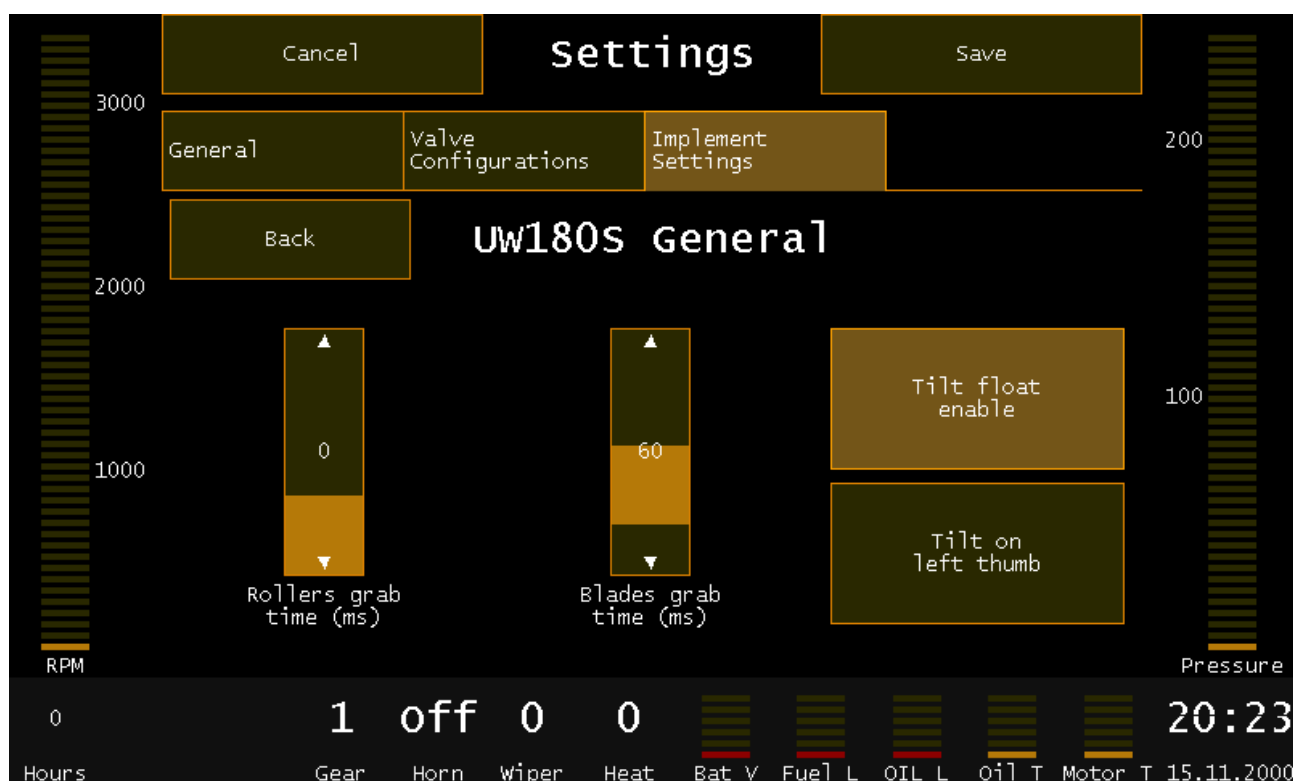 Cancel
Settings
Save
3000
200
General
Valve
Configurations
Implement
Settings
Back
UW180S General
2000
Tilt float
enable
100
0
60
1000
Tilt on
left thumb
Rollers grab
time (ms)
Blades grab
time (ms)
RPM
Pressure
0
1
off
0
0
20:23
Hours
Gear
Horn
Wiper
Heat
Bat V
Fuel L
OIL L
Oil T
Motor T
15.11.2000